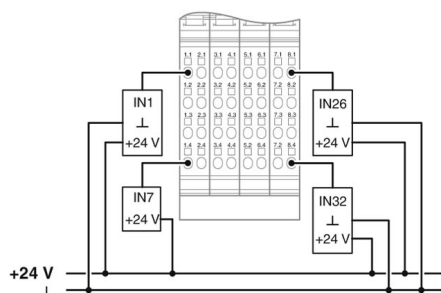 1.1 2.1 3.1 4.1 5.1 6.1 7.1 8.1
1.2 2.2 3.2 4.2 5.2 6.2 7.2 8.2
1.3 2.3 3.3 4.3 5.3 6.3 7.3 8.3
1.4 2.4 3.4 4.4 5.4 6.4 7.4 8.4
IN1
+24 V
IN26
+24 V
IN7
+24 V
IN32
+24 V
+24 V